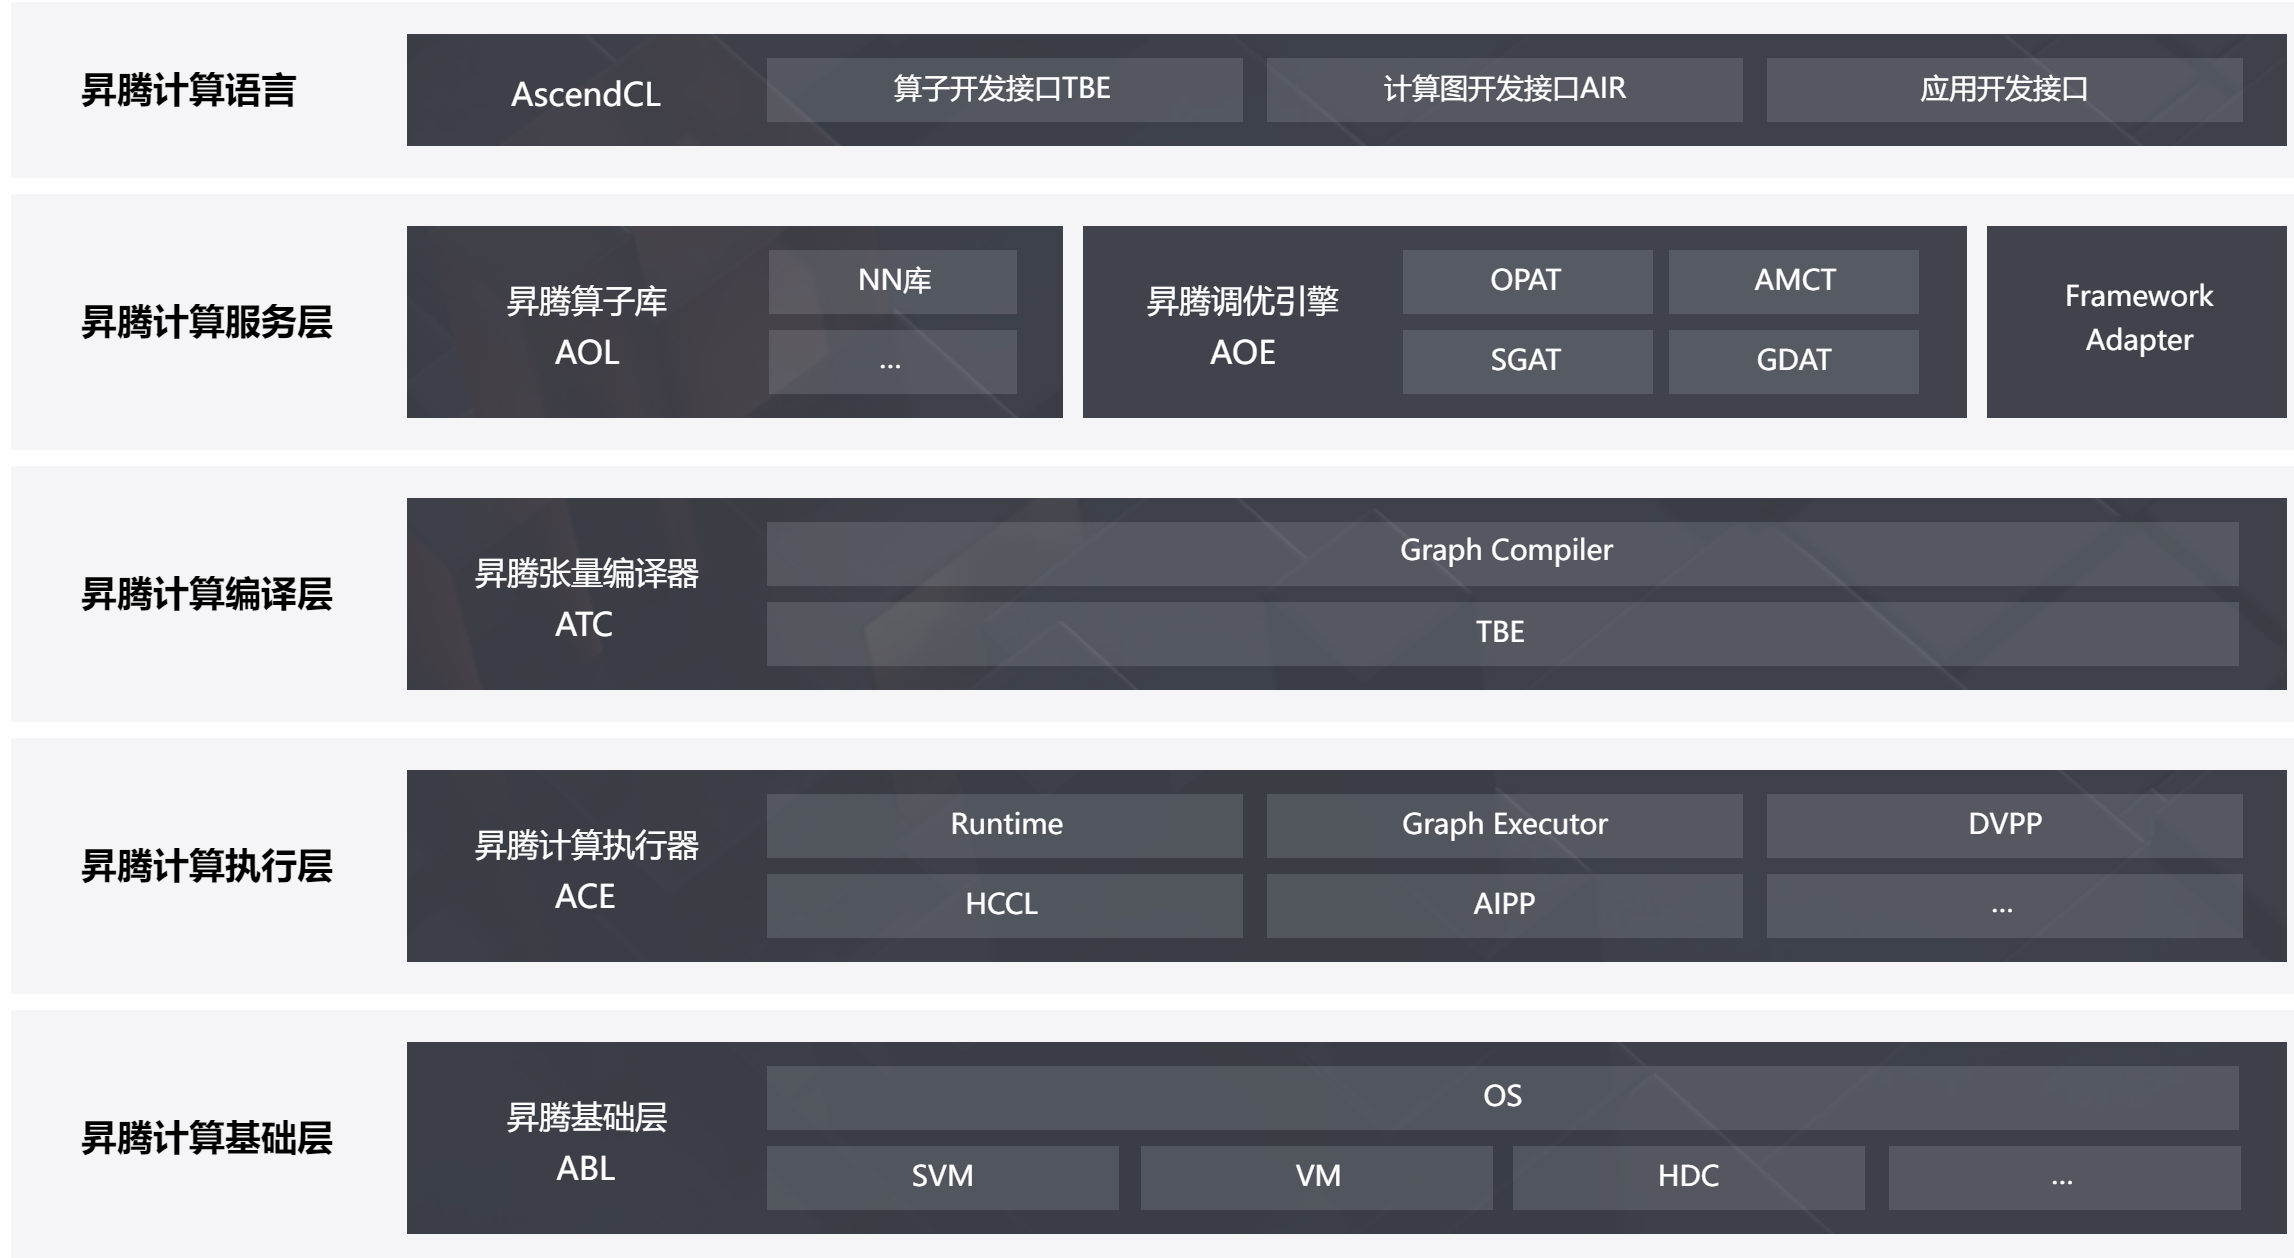 昇腾计算语言
AscendCL
算子开发接口TBE
计算图开发接口AIR
应用开发接口
昇腾计算服务层
昇腾算子库
AOL
NN库
...
昇腾调优引擎
AOE
OPAT
AMCT
SGAT
GDAT
Framework
Adapter
昇腾计算编译层
昇腾张量编译器
ATC
Graph Compiler
TBE
昇腾计算执行层
昇腾计算执行器
ACE
Runtime
Graph Executor
DVPP
HCCL
AIPP
...
昇腾计算基础层
昇腾基础层
ABL
OS
SVM
VM
HDC
...